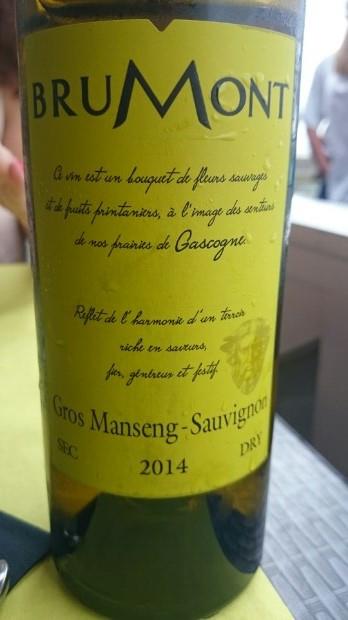 BRUMONT
Ce vin est un bouquet de fleurs sauvages
et de fruits printaniers, à l'image des senteurs
de nos prairies de Gascogne.
Reflet de l'harmonie d'un terroir
riche en saveurs,
fier, généreux et festif.
Gros Manseng-Sauvignon
SEC DRY
2014